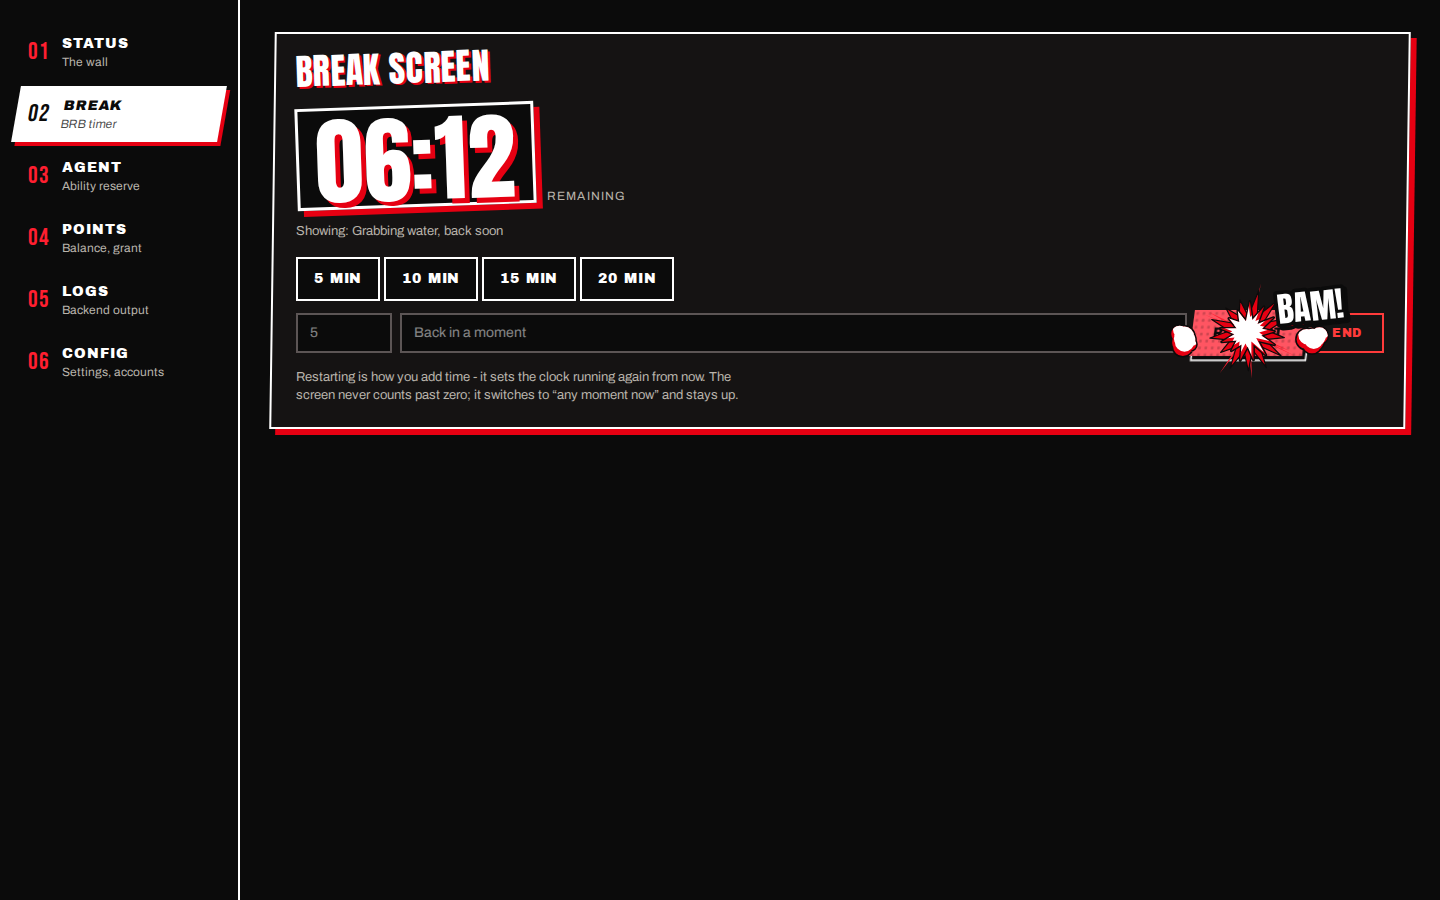 01 STATUS
The wall
02 BREAK
BRB timer
03 AGENT
Ability reserve
04 POINTS
Balance, grant
05 LOGS
Backend output
06 CONFIG
Settings, accounts
BREAK SCREEN
06:12 REMAINING
Showing: Grabbing water, back soon
5 MIN 10 MIN 15 MIN 20 MIN
5 Back in a moment BAM! END
Restarting is how you add time - it sets the clock running again from now. The
screen never counts past zero; it switches to “any moment now” and stays up.